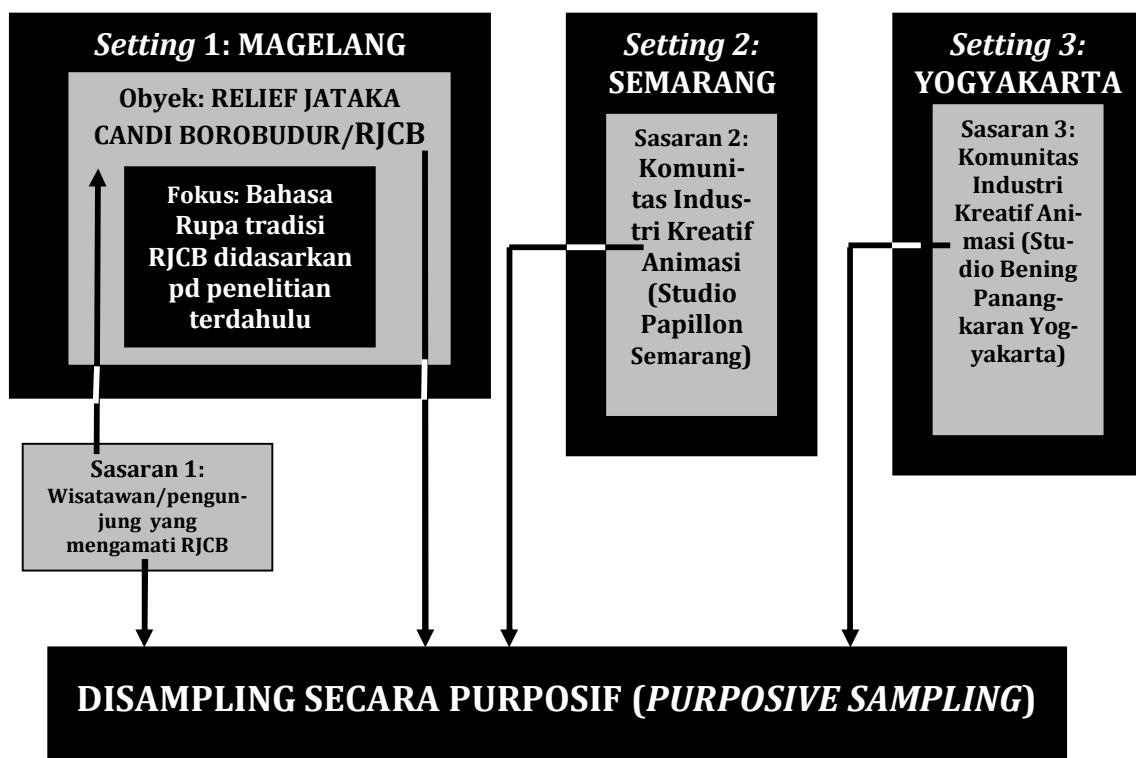 Setting 1: MAGELANG
Obyek: RELIEF JATAKA
CANDI BOROBUDUR/RJCB
Fokus: Bahasa
Rupa tradisi
RJCB didasarkan
pd penelitian
terdahulu
Sasaran 1:
Wisatawan/pengun-
jung yang
mengamati RJCB
Setting 2:
SEMARANG
Sasaran 2:
Komuni-
tas Indus-
tri Kreatif
Animasi
(Studio
Papillon
Semarang)
Setting 3:
YOGYAKARTA
Sasaran 3:
Komunitas
Industri
Kreatif Ani-
masi (Stu-
dio Bening
Panang-
karan Yog-
yakarta)
DISAMPLING SECARA PURPOSIF (PURPOSIVE SAMPLING)